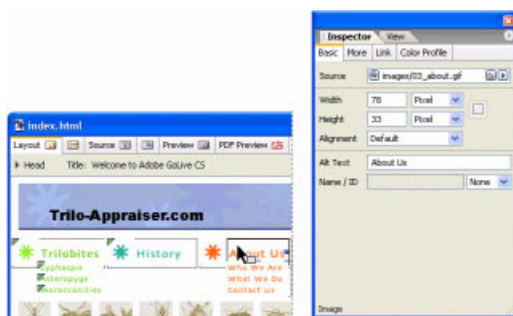 Inspector View
Basic More Link Color Profile
Source images/03_about.gif
Width 78 Pixel
Height 33 Pixel
Alignment Default
Alt Text About Us
Name / ID None
Image
index.html
Layout Source Preview PDF Preview
Head Title: Welcome to Adobe GoLive CS
Trilo-Appraiser.com
Trilobites History About Us
Cyphaspis Who We Are
Asteropyge What We Do
Contact Us